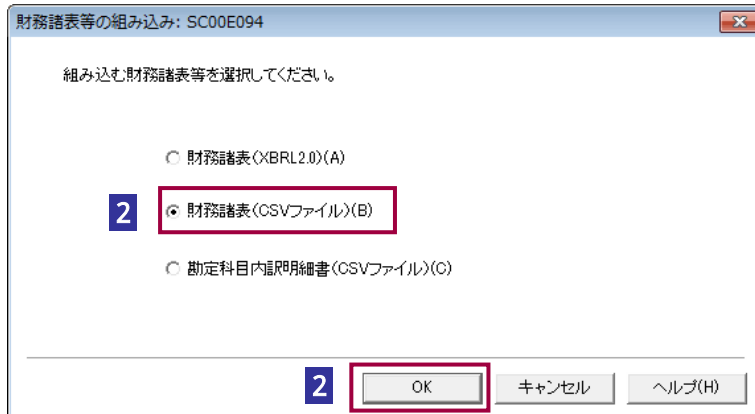 財務諸表等の組み込み: SC00E094
組み込む財務諸表等を選択してください。
財務諸表(XBRL2.0)(A)
2 財務諸表(CSVファイル)(B)
勘定科目内訳明細書(CSVファイル)(C)
2 OK キャンセル ヘルプ(H)